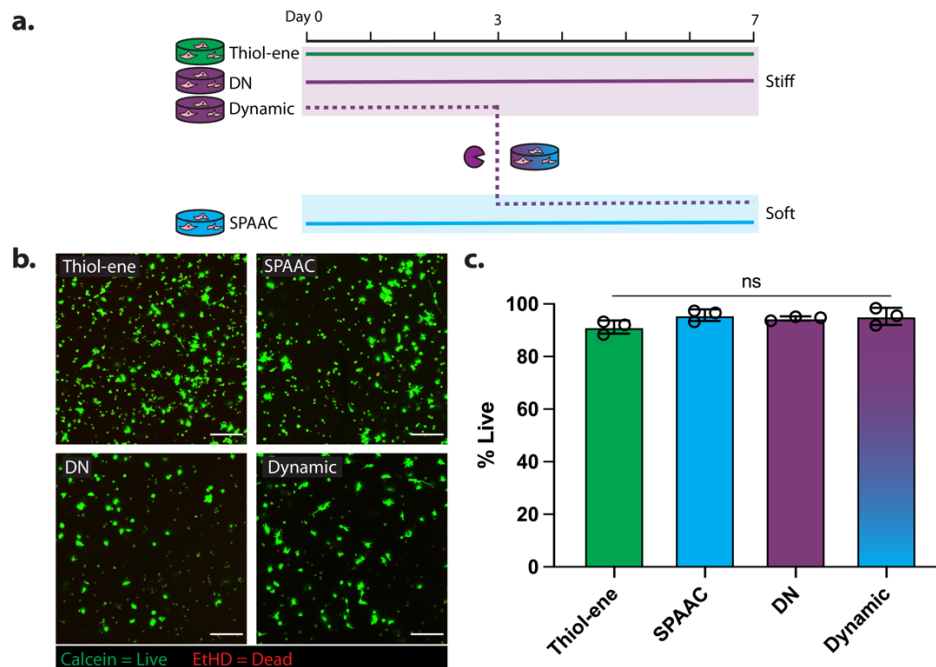 a.
Day 0 3 7
Thiol-ene
DN
Dynamic
Stiff
SPAAC
Soft
b.
Thiol-ene
SPAAC
DN
Dynamic
Calcein = Live EtHD = Dead
c.
ns
% Live
100
80
60
40
20
0
Thiol-ene
SPAAC
DN
Dynamic